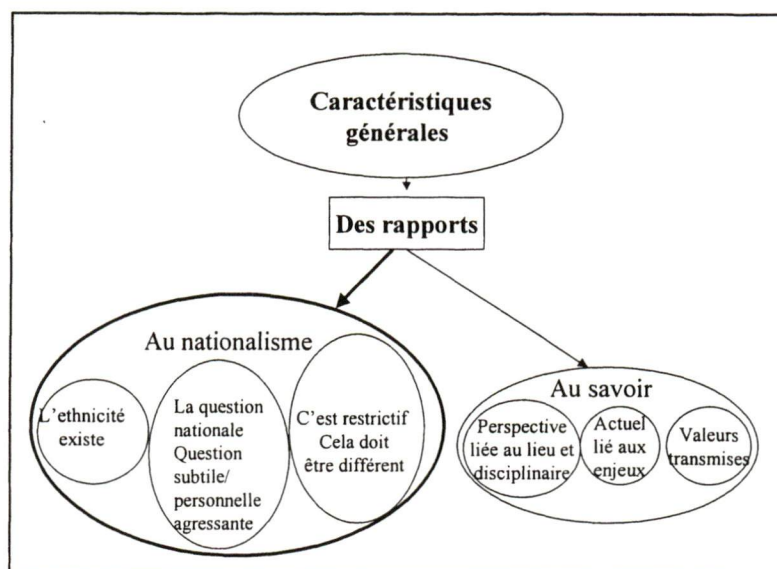 Caractéristiques
générales
Des rapports
Au nationalisme
L'ethnicité
existe
La question
nationale
Question
subtile/
personnelle
agressante
C'est restrictif
Cela doit
être différent
Au savoir
Perspective
liée au lieu et
disciplinaire
Actuel
lié aux
enjeux
Valeurs
transmises